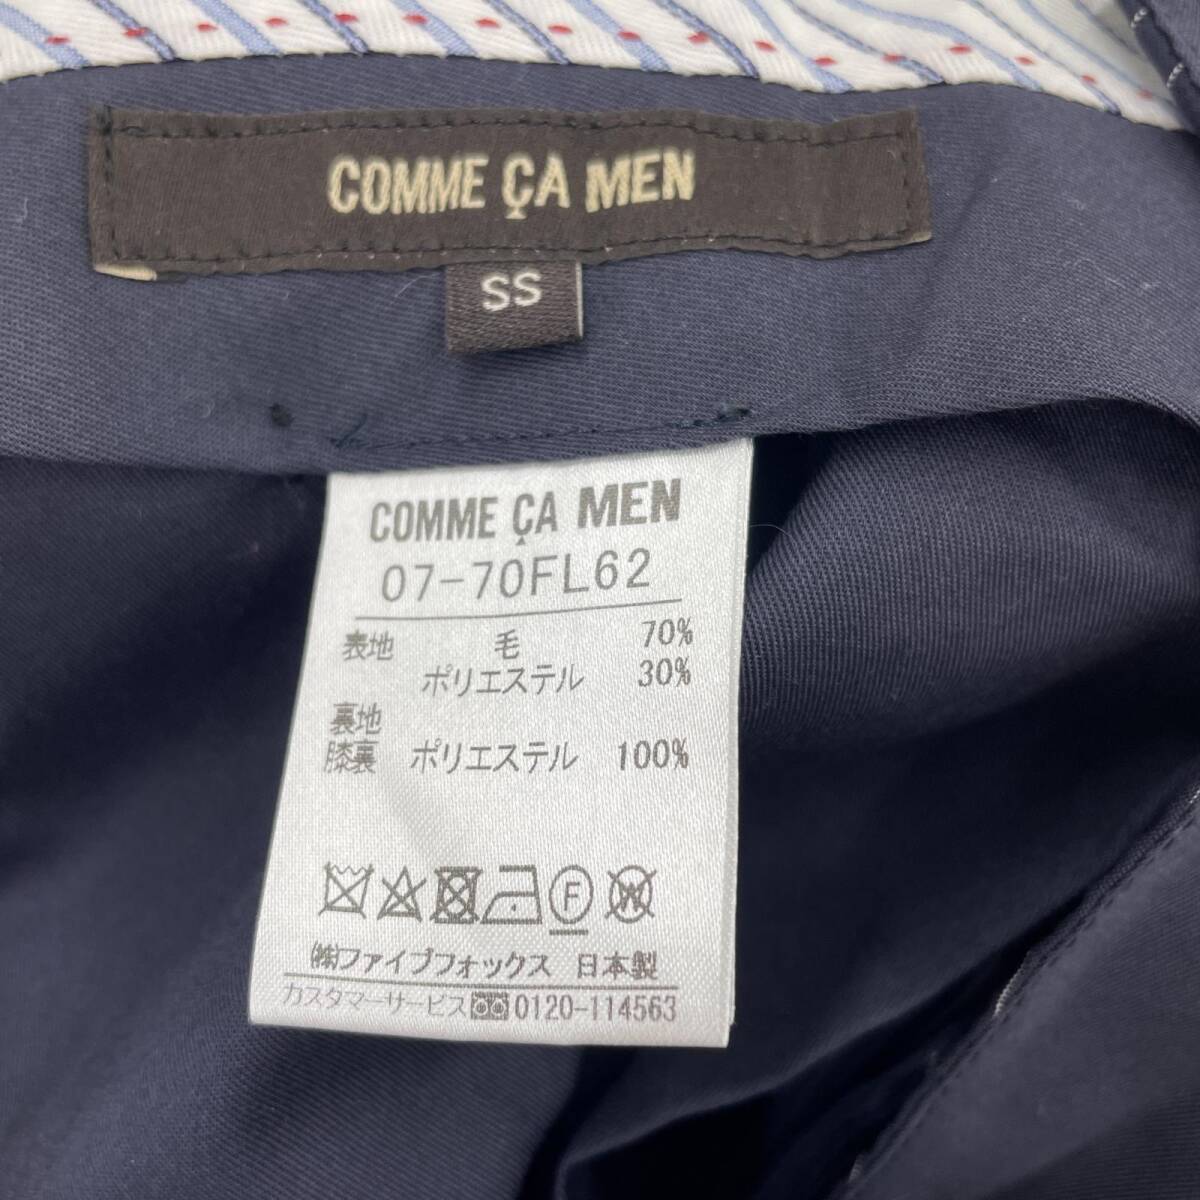 COMME ÇA MEN
SS
COMME ÇA MEN
07-70FL62
表地 毛 70%
ポリエステル 30%
裏地
膝裏 ポリエステル 100%
F W
(株)ファイブフォックス 日本製
カスタマーサービス 0120-114563